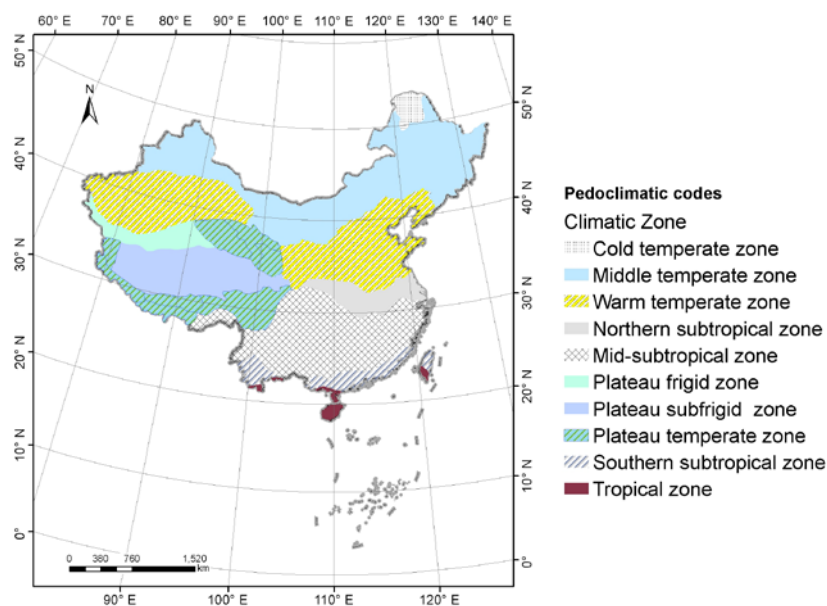 60° E 70° E 80° E 90° E 100° E 110° E 120° E 130° E
50° N
40° N
30° N
20° N
10° N
0°
N
50° N
40° N
30° N
20° N
10° N
0°
0 380 760 1,520
km
90° E 100° E 110° E 120° E
Pedoclimatic codes
Climatic Zone
Cold temperate zone
Middle temperate zone
Warm temperate zone
Northern subtropical zone
Mid-subtropical zone
Plateau frigid zone
Plateau subfrigid zone
Plateau temperate zone
Southern subtropical zone
Tropical zone